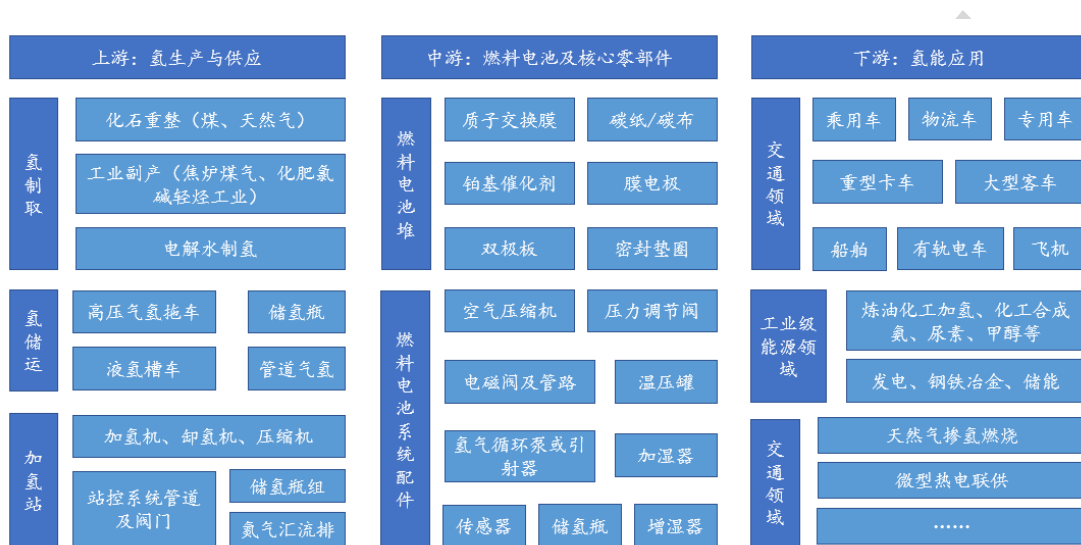 上游：氢生产与供应
氢制取
化石重整（煤、天然气）
工业副产（焦炉煤气、化肥氯
碱轻烃工业）
电解水制氢
氢储运
高压气氢拖车
储氢瓶
液氢槽车
管道气氢
加氢站
加氢机、卸氢机、压缩机
站控系统管道
及阀门
储氢瓶组
氮气汇流排
中游：燃料电池及核心零部件
燃料电池堆
质子交换膜
碳纸/碳布
铂基催化剂
膜电极
双极板
密封垫圈
燃料电池系统配件
空气压缩机
压力调节阀
电磁阀及管路
温压罐
氢气循环泵或引
射器
加湿器
传感器
储氢瓶
增湿器
下游：氢能应用
交通领域
乘用车
物流车
专用车
重型卡车
大型客车
船舶
有轨电车
飞机
工业级
能源领
域
炼油化工加氢、化工合成
氨、尿素、甲醇等
发电、钢铁冶金、储能
交通领域
天然气掺氢燃烧
微型热电联供
……